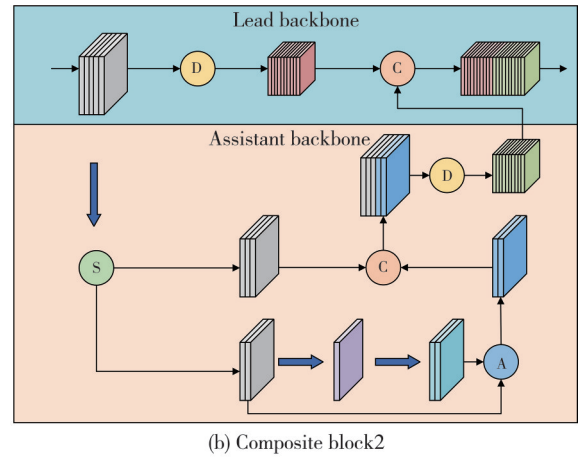 Lead backbone
D
C
Assistant backbone
D
S
C
A
(b) Composite block2